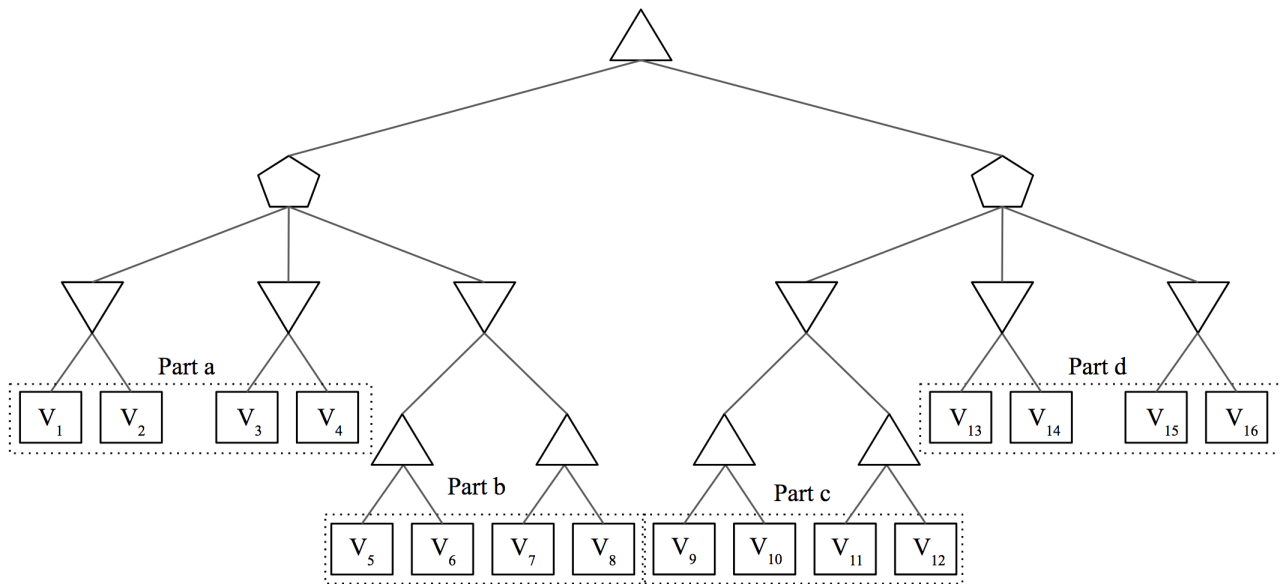 Part a
Part d
V1 V2 V3 V4
V13 V14 V15 V16
Part b
Part c
V5 V6 V7 V8
V9 V10 V11 V12